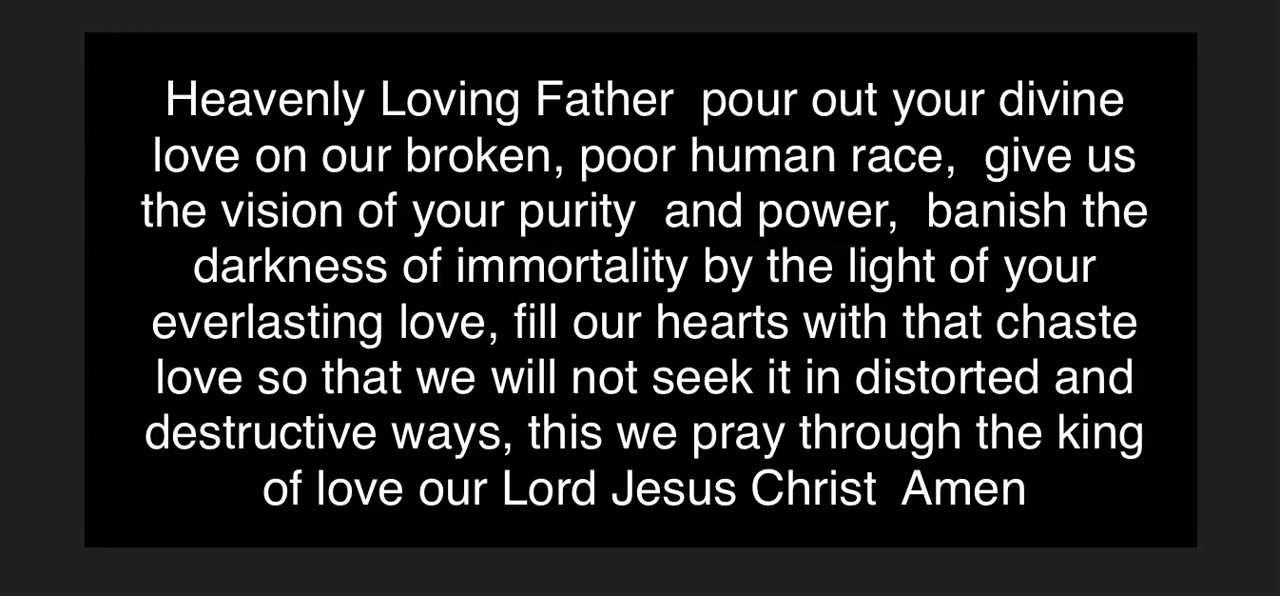 Heavenly Loving Father  pour out your divine
love on our broken, poor human race,  give us
the vision of your purity  and power,  banish the
darkness of immortality by the light of your
everlasting love, fill our hearts with that chaste
love so that we will not seek it in distorted and
destructive ways, this we pray through the king
of love our Lord Jesus Christ  Amen